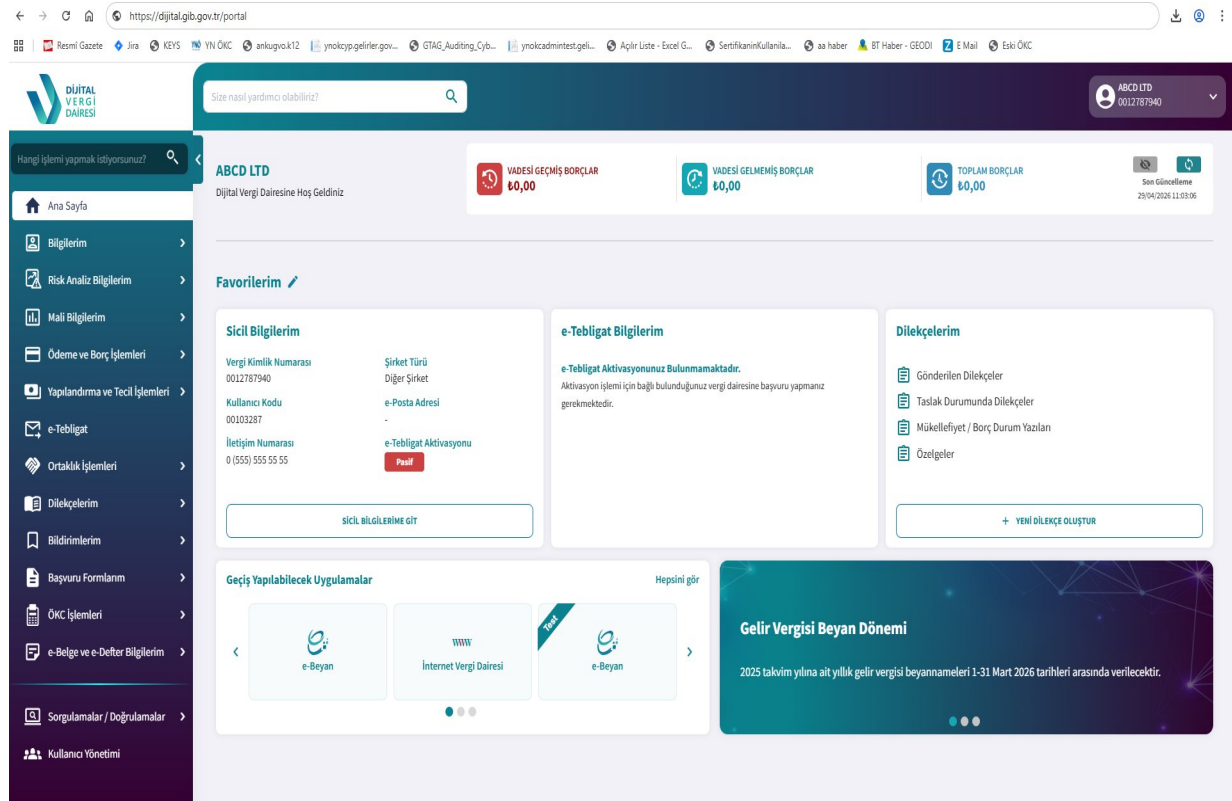 https://dijital.gib.gov.tr/portal
Resmî Gazete Jira KEYS YN ÖKC ankugvo.k12 ynokcyp.gelirler.gov... GTAG_Auditing_Cyb... ynokcadmintest.geli... Açılır Liste - Excel G... SertifikaninKullanila... aa haber BT Haber - GEODI E Mail Eski ÖKC
DİJİTAL
VERGİ
DAİRESİ
Size nasıl yardımcı olabiliriz?
ABCD LTD
0012787940
Hangi işlemi yapmak istiyorsunuz?
Ana Sayfa
Bilgilerim
Risk Analiz Bilgilerim
Mali Bilgilerim
Ödeme ve Borç İşlemleri
Yapılandırma ve Tecil İşlemleri
e-Tebligat
Ortaklık İşlemleri
Dilekçelerim
Bildirimlerim
Başvuru Formlarım
ÖKC İşlemleri
e-Belge ve e-Defter Bilgilerim
Sorgulamalar / Doğrulamalar
Kullanıcı Yönetimi
ABCD LTD
Dijital Vergi Dairesine Hoş Geldiniz
VADESİ GEÇMİŞ BORÇLAR
₺0,00
VADESİ GELMEMİŞ BORÇLAR
₺0,00
TOPLAM BORÇLAR
₺0,00
Son Güncelleme
29/04/2026 11:03:06
Favorilerim
Sicil Bilgilerim
Vergi Kimlik Numarası
0012787940
Şirket Türü
Diğer Şirket
Kullanıcı Kodu
00103287
e-Posta Adresi
-
İletişim Numarası
0 (555) 555 55 55
e-Tebligat Aktivasyonu
Pasif
SİCİL BİLGİLERİME GİT
e-Tebligat Bilgilerim
e-Tebligat Aktivasyonunuz Bulunmamaktadır.
Aktivasyon işlemi için bağlı bulunduğunuz vergi dairesine başvuru yapmanız
gerekmektedir.
Dilekçelerim
Gönderilen Dilekçeler
Taslak Durumunda Dilekçeler
Mükellefiyet / Borç Durum Yazıları
Özelgeler
+ YENİ DİLEKÇE OLUŞTUR
Geçiş Yapılabilecek Uygulamalar
Hepsini gör
e-Beyan
www
İnternet Vergi Dairesi
Test
e-Beyan
Gelir Vergisi Beyan Dönemi
2025 takvim yılına ait yıllık gelir vergisi beyannameleri 1-31 Mart 2026 tarihleri arasında verilecektir.